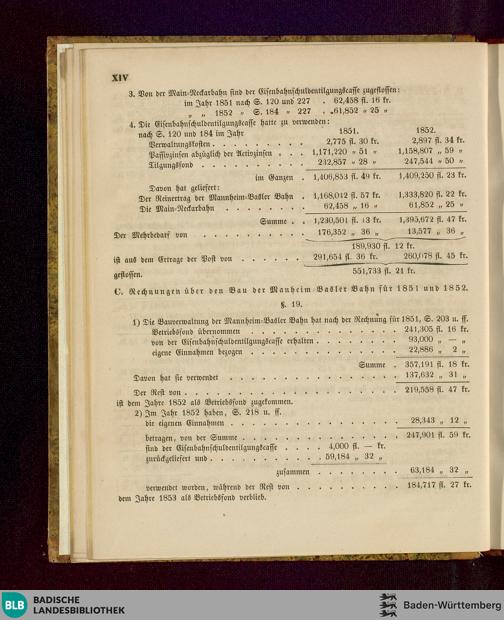 XIV
3. Von der Main-Neckarbahn sind der Eisenbahnschuldentilgungscasse zugeflossen:
im Jahr 1851 nach S. 120 und 227 . 62,458 fl. 16 kr.
„ „ 1852 „ S. 184 „ 227 . 61,852 „ 25 „
4. Die Eisenbahnschuldentilgungscasse hatte zu verwenden:
nach S. 120 und 184 im Jahr 1851. 1852.
Verwaltungskosten . . . 2,775 fl. 30 kr. 2,897 fl. 34 kr.
Passivzinsen abzüglich der Activzinsen . . . 1,171,220 „ 51 „ 1,158,807 „ 59 „
Tilgungsfond . . . 232,857 „ 28 „ 247,544 „ 50 „
im Ganzen . 1,406,853 fl. 49 kr. 1,409,250 fl. 23 kr.
Davon hat geliefert:
Der Reinertrag der Mannheim-Basler Bahn . 1,168,042 fl. 57 kr. 1,333,820 fl. 22 kr.
Die Main-Neckarbahn . . . 62,458 „ 16 „ 61,852 „ 25 „
Summe . . 1,230,501 fl. 13 kr. 1,395,672 fl. 47 kr.
Der Mehrbedarf von . . . 176,352 „ 36 „ 13,577 „ 36 „
189,930 fl. 12 kr.
ist aus dem Ertrage der Post von . . . 291,654 fl. 36 kr. 260,078 fl. 45 kr.
geflossen. 551,733 fl. 21 kr.
C. Rechnungen über den Bau der Manheim-Basler Bahn für 1851 und 1852.
§. 19.
1) Die Bauverwaltung der Mannheim-Basler Bahn hat nach der Rechnung für 1851, S. 203 u. ff.
Betriebsfond übernommen . . . 241,305 fl. 16 kr.
von der Eisenbahnschuldentilgungscasse erhalten . . . 93,000 „ — „
eigene Einnahmen bezogen . . . 22,886 „ 2 „
Summe . 357,191 fl. 18 kr.
Davon hat sie verwendet . . . 137,632 „ 31 „
Der Rest von . . . 219,558 fl. 47 kr.
ist dem Jahre 1852 als Betriebsfond zugekommen.
2) Im Jahr 1852 haben, S. 218 u. ff.
die eigenen Einnahmen . . . 28,343 „ 12 „
betragen, von der Summe . . . 247,901 fl. 59 kr.
sind der Eisenbahnschuldentilgungscasse . . . 4,000 fl. — kr.
zurückgeliefert und . . . 59,184 „ 32 „
zusammen . . . 63,184 „ 32 „
verwendet worden, während der Rest von . . . 184,717 fl. 27 kr.
dem Jahre 1853 als Betriebsfond verblieb.
BLB BADISCHE
LANDESBIBLIOTHEK
Baden-Württemberg